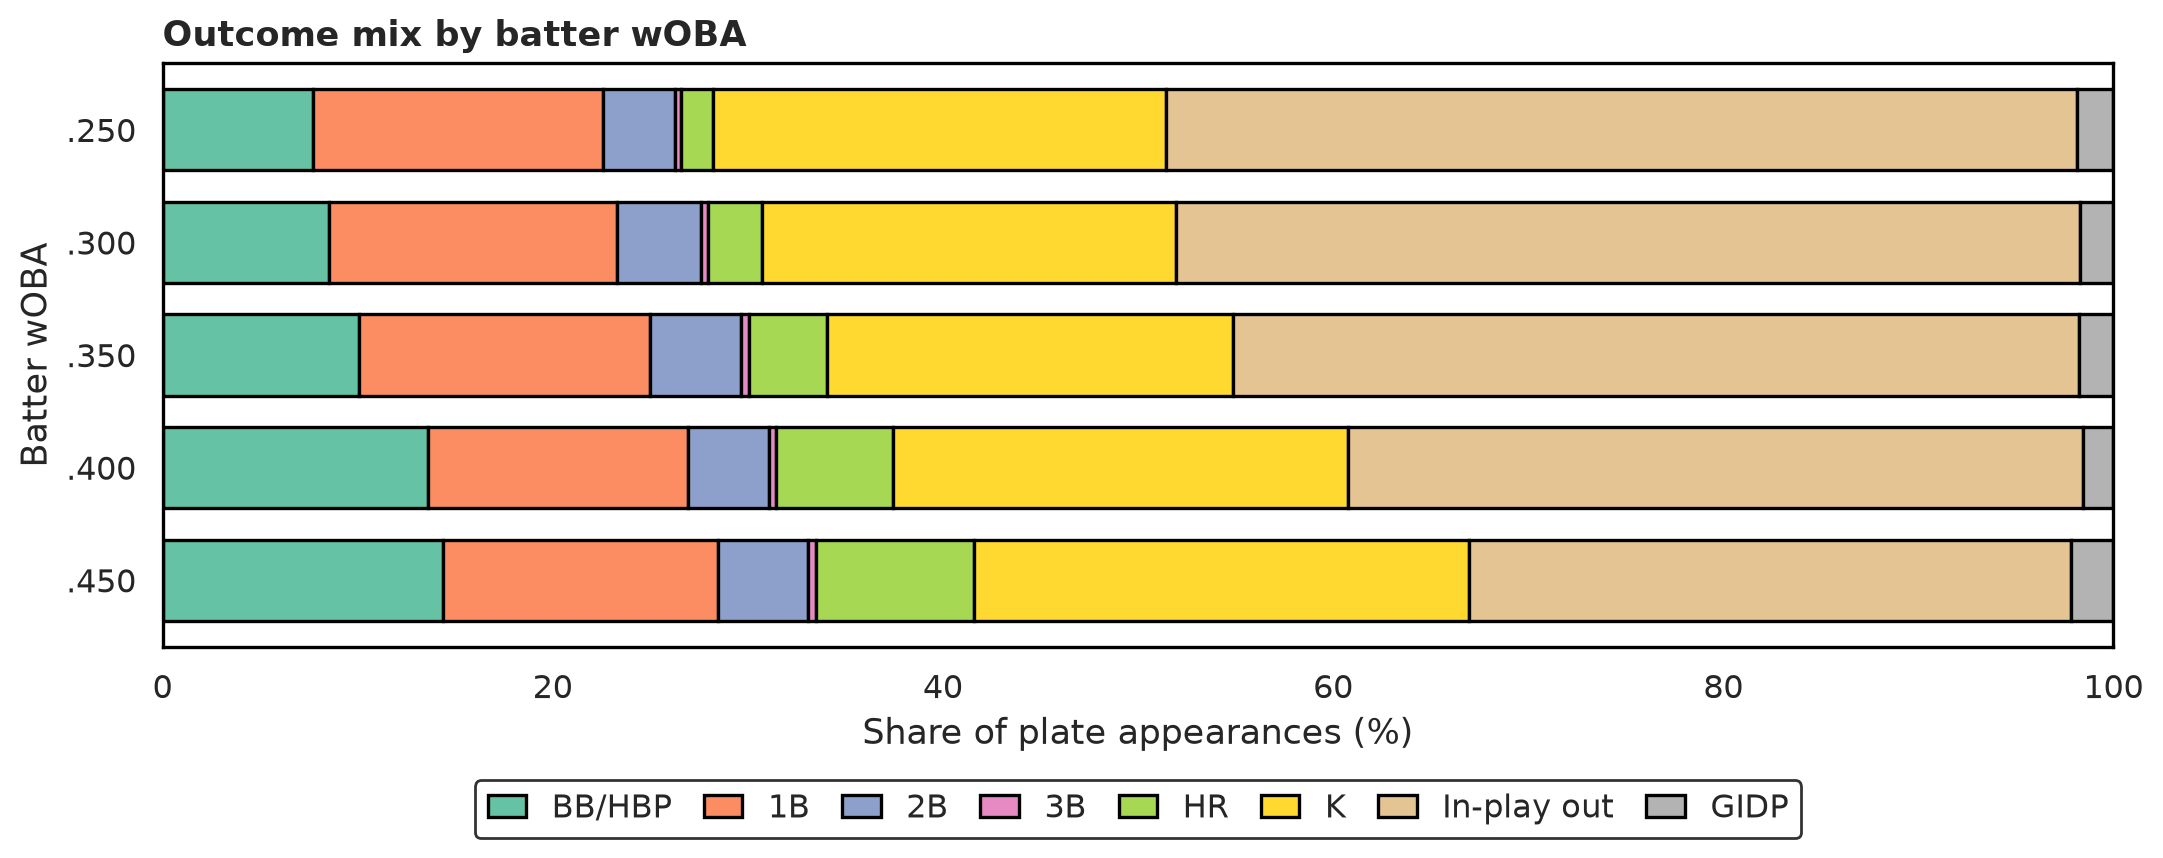 Outcome mix by batter wOBA
Batter wOBA
.250
.300
.350
.400
.450
0 20 40 60 80 100
Share of plate appearances (%)
BB/HBP 1B 2B 3B HR K In-play out GIDP